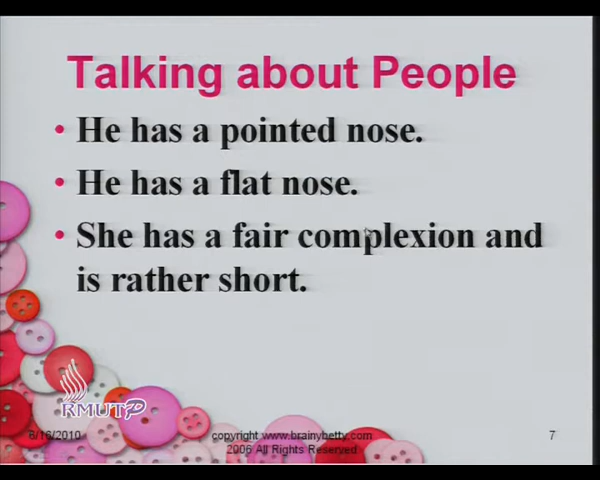 Talking about People
• He has a pointed nose.
• He has a flat nose.
• She has a fair complexion and
is rather short.
RMUTP
6/16/2010
copyright www.brainybetty.com
2006 All Rights Reserved
7